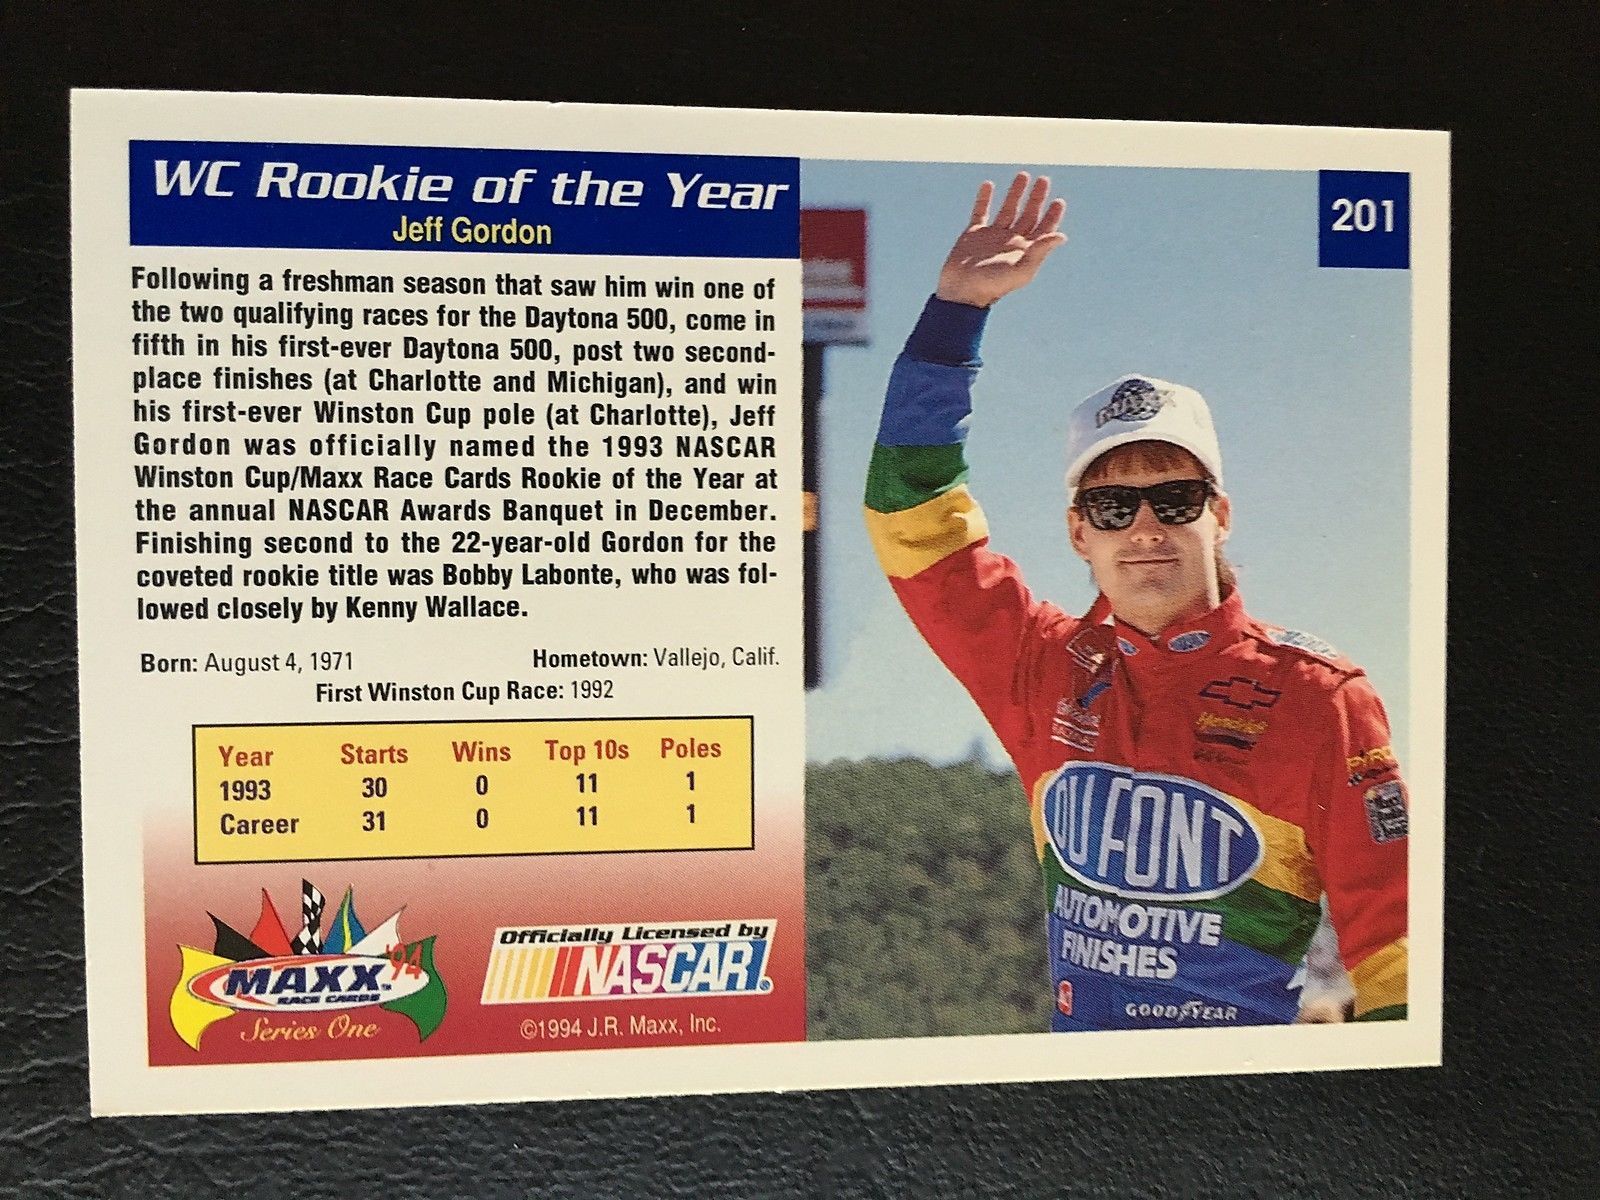 WC Rookie of the Year
Jeff Gordon
201
Following a freshman season that saw him win one of
the two qualifying races for the Daytona 500, come in
fifth in his first-ever Daytona 500, post two second-
place finishes (at Charlotte and Michigan), and win
his first-ever Winston Cup pole (at Charlotte), Jeff
Gordon was officially named the 1993 NASCAR
Winston Cup/Maxx Race Cards Rookie of the Year at
the annual NASCAR Awards Banquet in December.
Finishing second to the 22-year-old Gordon for the
coveted rookie title was Bobby Labonte, who was fol-
lowed closely by Kenny Wallace.
Born: August 4, 1971 Hometown: Vallejo, Calif.
First Winston Cup Race: 1992
Year Starts Wins Top 10s Poles
1993 30 0 11 1
Career 31 0 11 1
MAXX™ '94
RACE CARDS
Series One
Officially Licensed by
NASCAR®
©1994 J.R. Maxx, Inc.
DUPONT
AUTOMOTIVE
FINISHES
GOODYEAR